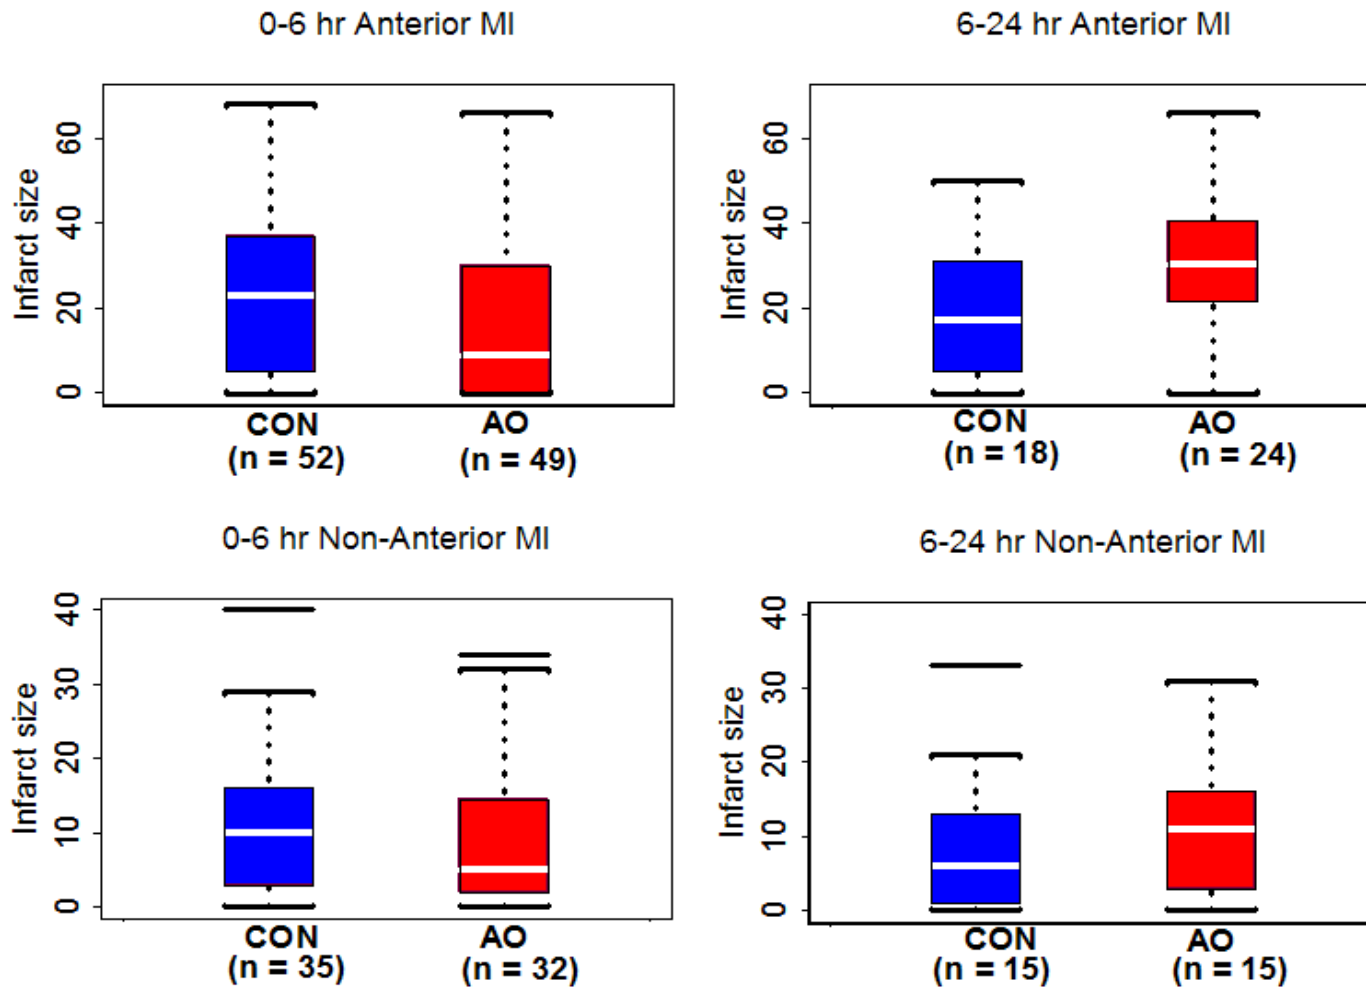 0-6 hr Anterior MI
Infarct size
0
20
40
60
CON
(n = 52)
AO
(n = 49)
6-24 hr Anterior MI
Infarct size
0
20
40
60
CON
(n = 18)
AO
(n = 24)
0-6 hr Non-Anterior MI
Infarct size
0
10
20
30
40
CON
(n = 35)
AO
(n = 32)
6-24 hr Non-Anterior MI
Infarct size
0
10
20
30
40
CON
(n = 15)
AO
(n = 15)